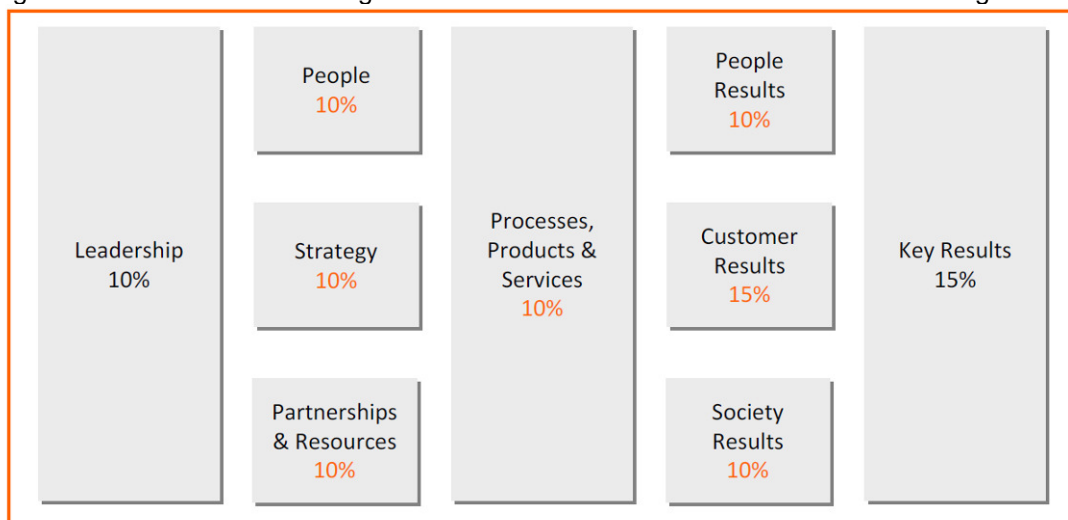 Leadership
10%
People
10%
Strategy
10%
Partnerships
& Resources
10%
Processes,
Products &
Services
10%
People
Results
10%
Customer
Results
15%
Society
Results
10%
Key Results
15%